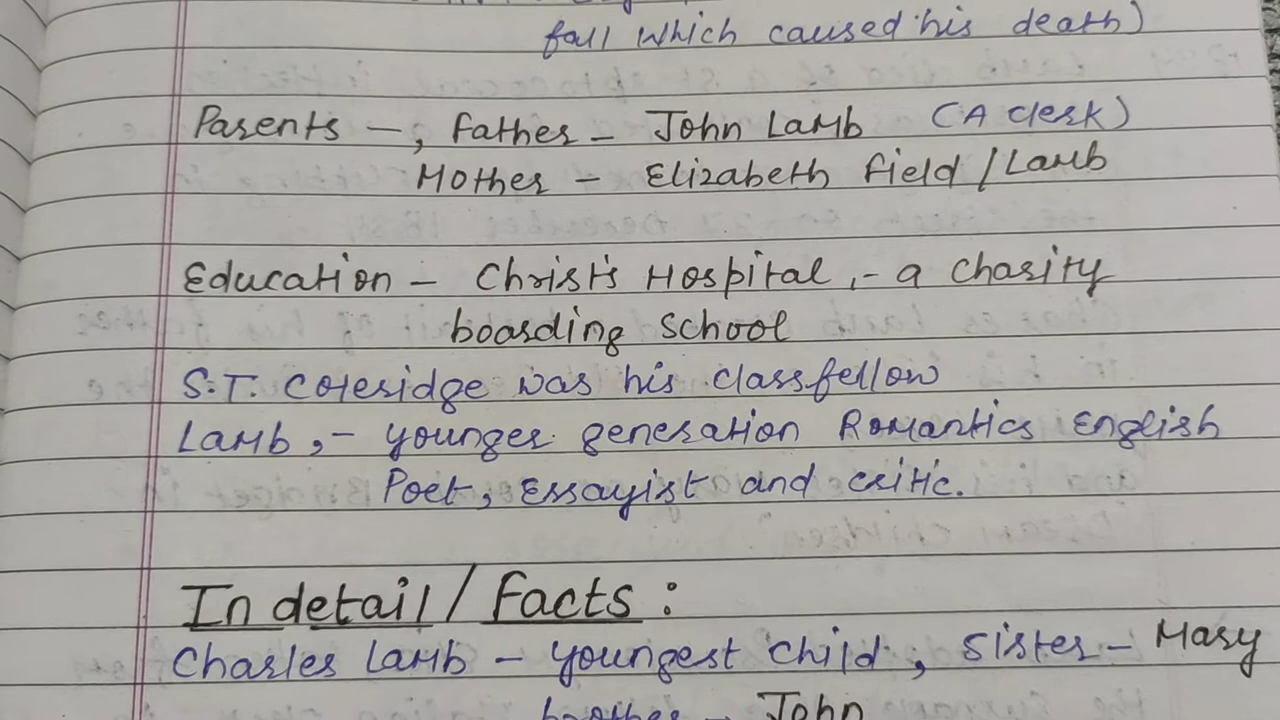 fall which caused his death)
Parents -, Father - John Lamb (A clerk)
Mother - Elizabeth Field / Lamb
Education - Christ's Hospital,- a charity
boarding school
S.T. Coleridge was his classfellow
Lamb,- younger generation Romantics English
Poet, Essayist and critic.
In detail / Facts :
Charles Lamb - youngest child, Sister - Mary
brother - John